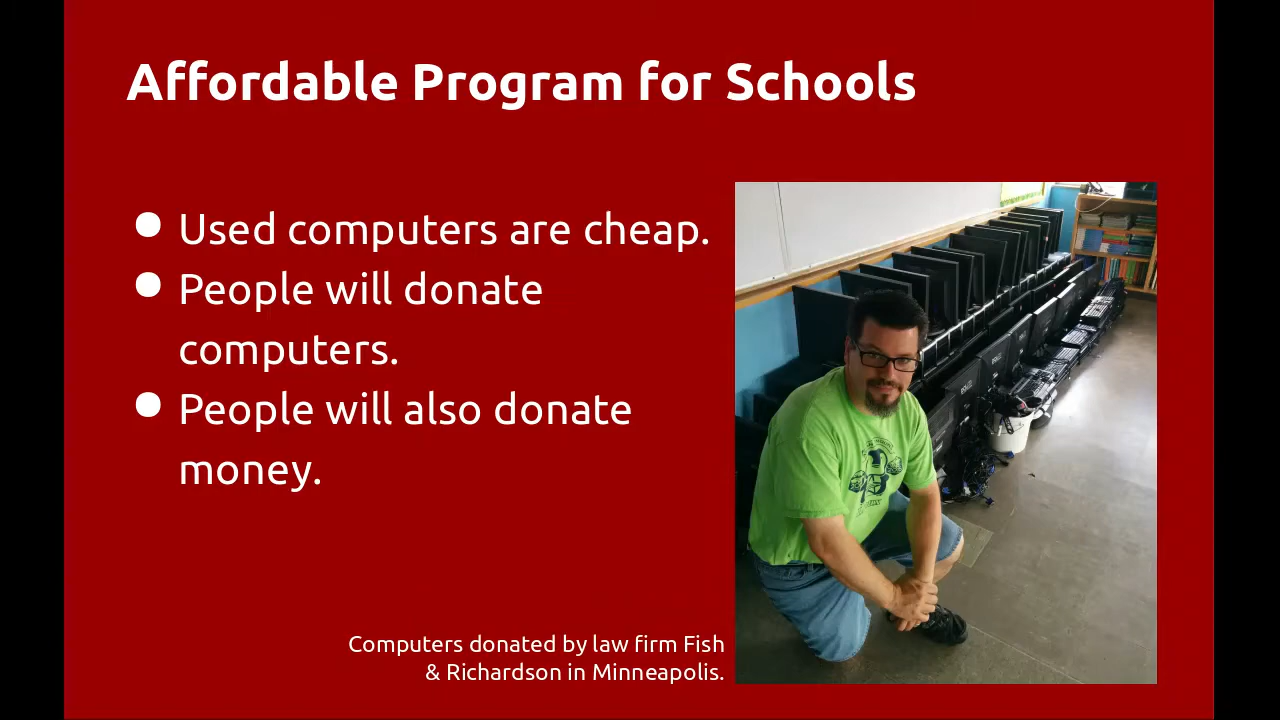 Affordable Program for Schools
● Used computers are cheap.
● People will donate
computers.
● People will also donate
money.
Computers donated by law firm Fish
& Richardson in Minneapolis.